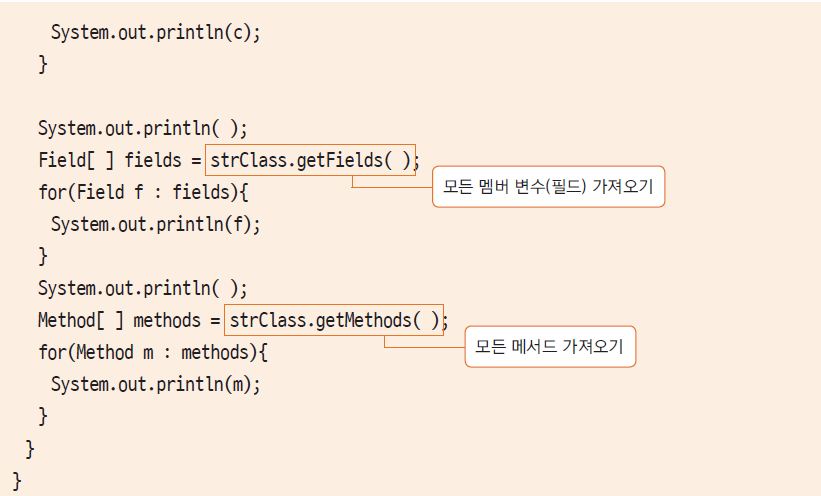 System.out.println(c);
}
System.out.println( );
Field[ ] fields = strClass.getFields( );
모든 멤버 변수(필드) 가져오기
for(Field f : fields){
System.out.println(f);
}
System.out.println( );
Method[ ] methods = strClass.getMethods( );
모든 메서드 가져오기
for(Method m : methods){
System.out.println(m);
}
}
}